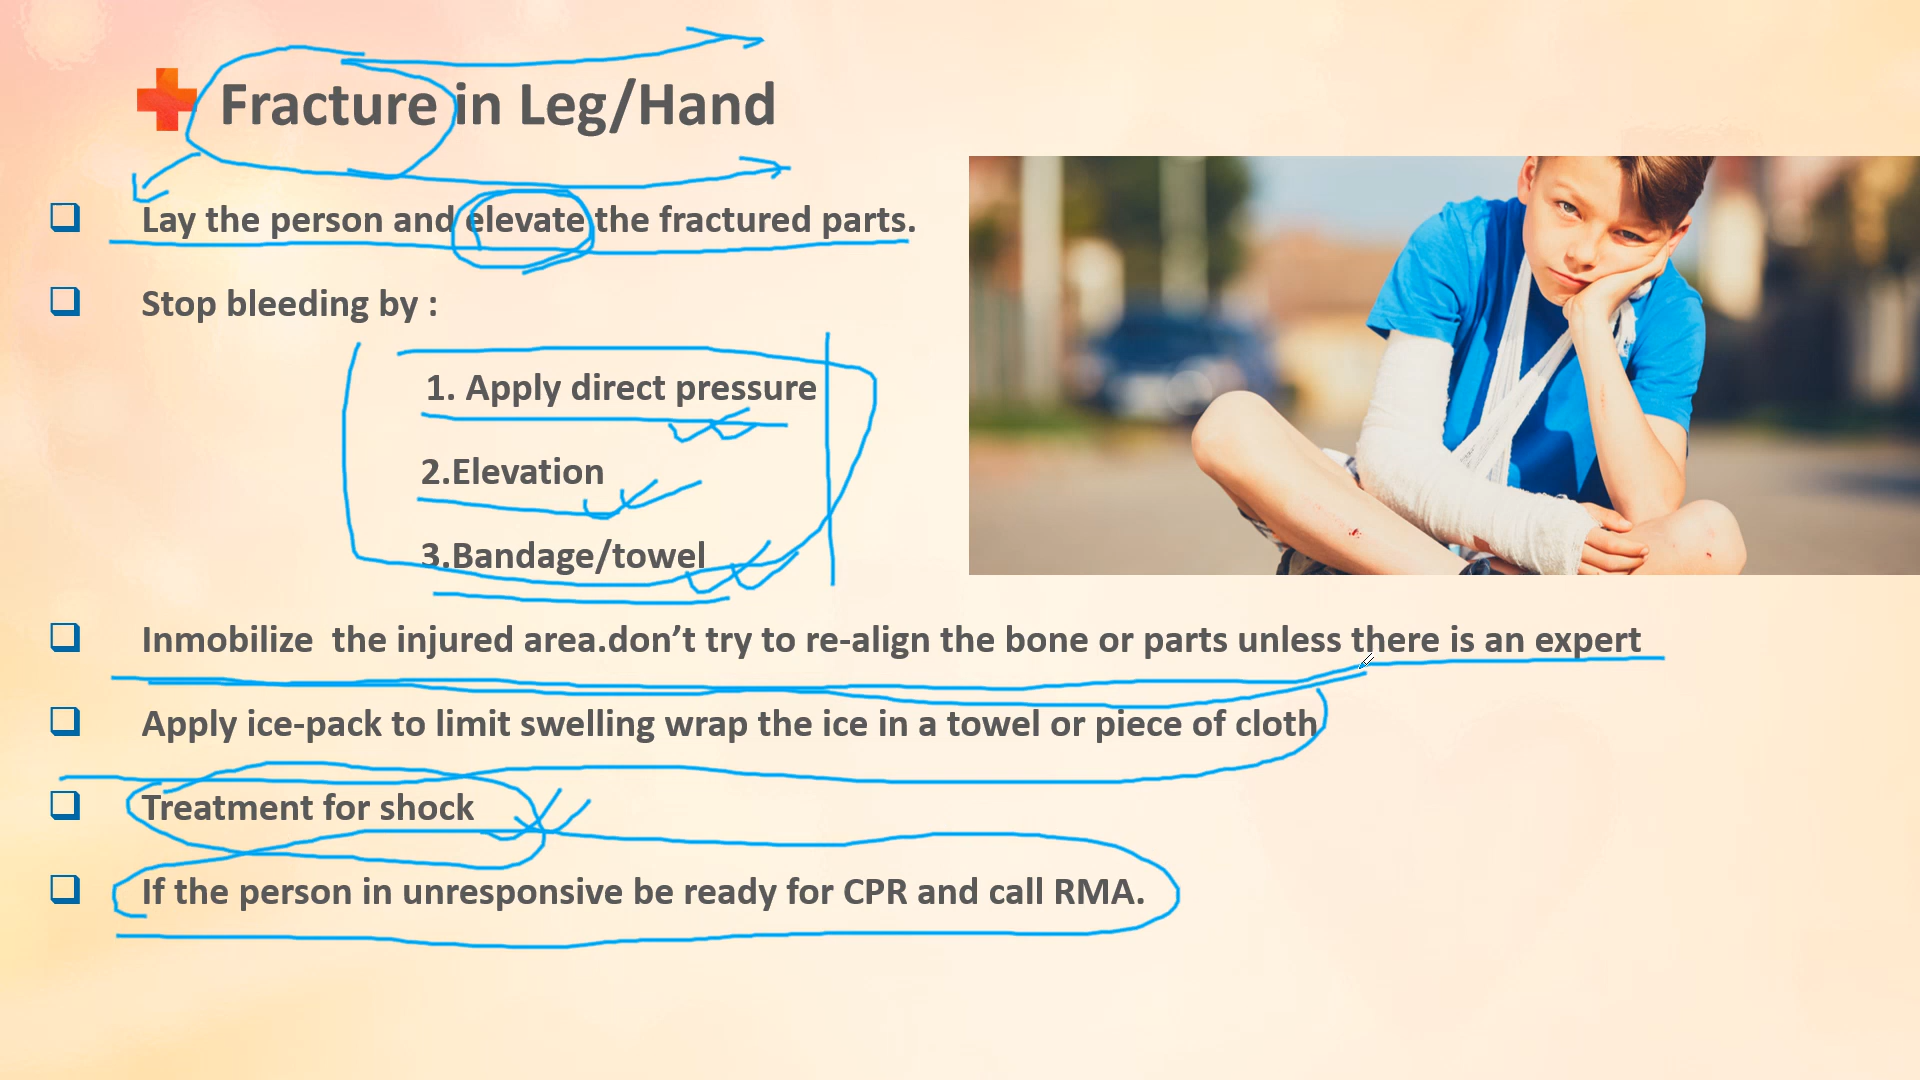 Fracture in Leg/Hand
Lay the person and elevate the fractured parts.
Stop bleeding by :
1. Apply direct pressure
2.Elevation
3.Bandage/towel
Inmobilize  the injured area.don’t try to re-align the bone or parts unless there is an expert
Apply ice-pack to limit swelling wrap the ice in a towel or piece of cloth
Treatment for shock
If the person in unresponsive be ready for CPR and call RMA.